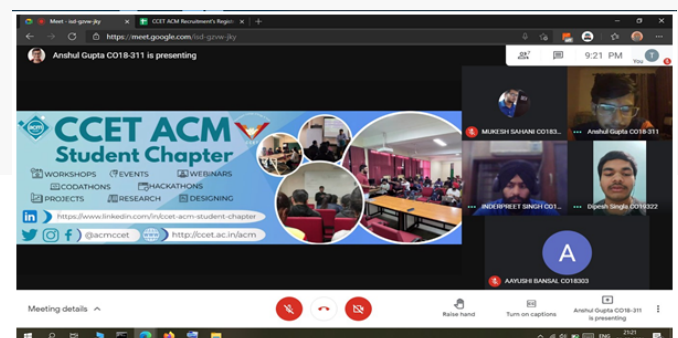 Meet - isd-gzvw-jky
CCET ACM Recruitment's Registr
https://meet.google.com/isd-gzvw-jky
Anshul Gupta CO18-311 is presenting
9:21 PM
You
T
acm
CCET ACM
Student Chapter
WORKSHOPS EVENTS WEBINARS
CODATHONS HACKATHONS
PROJECTS RESEARCH DESIGNING
in https://www.linkedin.com/in/ccet-acm-student-chapter
@acmccet http://ccet.ac.in/acm
MUKESH SAHANI CO183...
Anshul Gupta CO18-311
INDERPREET SINGH CO1...
Dipesh Singla CO19322
A
AAYUSHI BANSAL CO18303
Meeting details
Raise hand
Turn on captions
Anshul Gupta CO18-311
is presenting
ENG
21:21